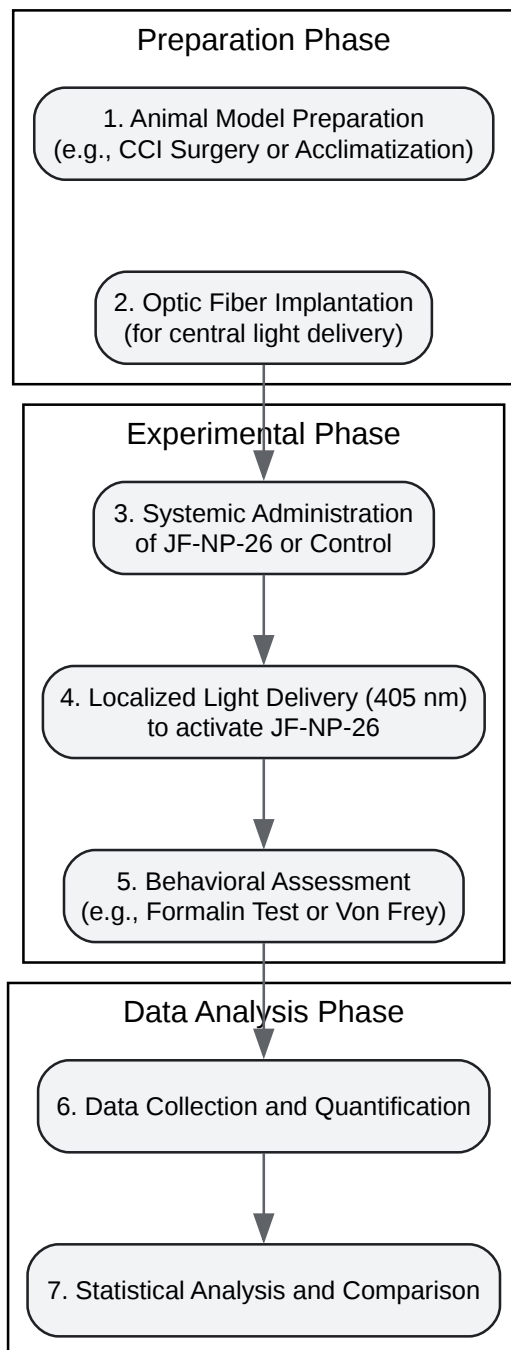 Preparation Phase
1. Animal Model Preparation
(e.g., CCI Surgery or Acclimatization)
2. Optic Fiber Implantation
(for central light delivery)
Experimental Phase
3. Systemic Administration
of JF-NP-26 or Control
4. Localized Light Delivery (405 nm)
to activate JF-NP-26
5. Behavioral Assessment
(e.g., Formalin Test or Von Frey)
Data Analysis Phase
6. Data Collection and Quantification
7. Statistical Analysis and Comparison